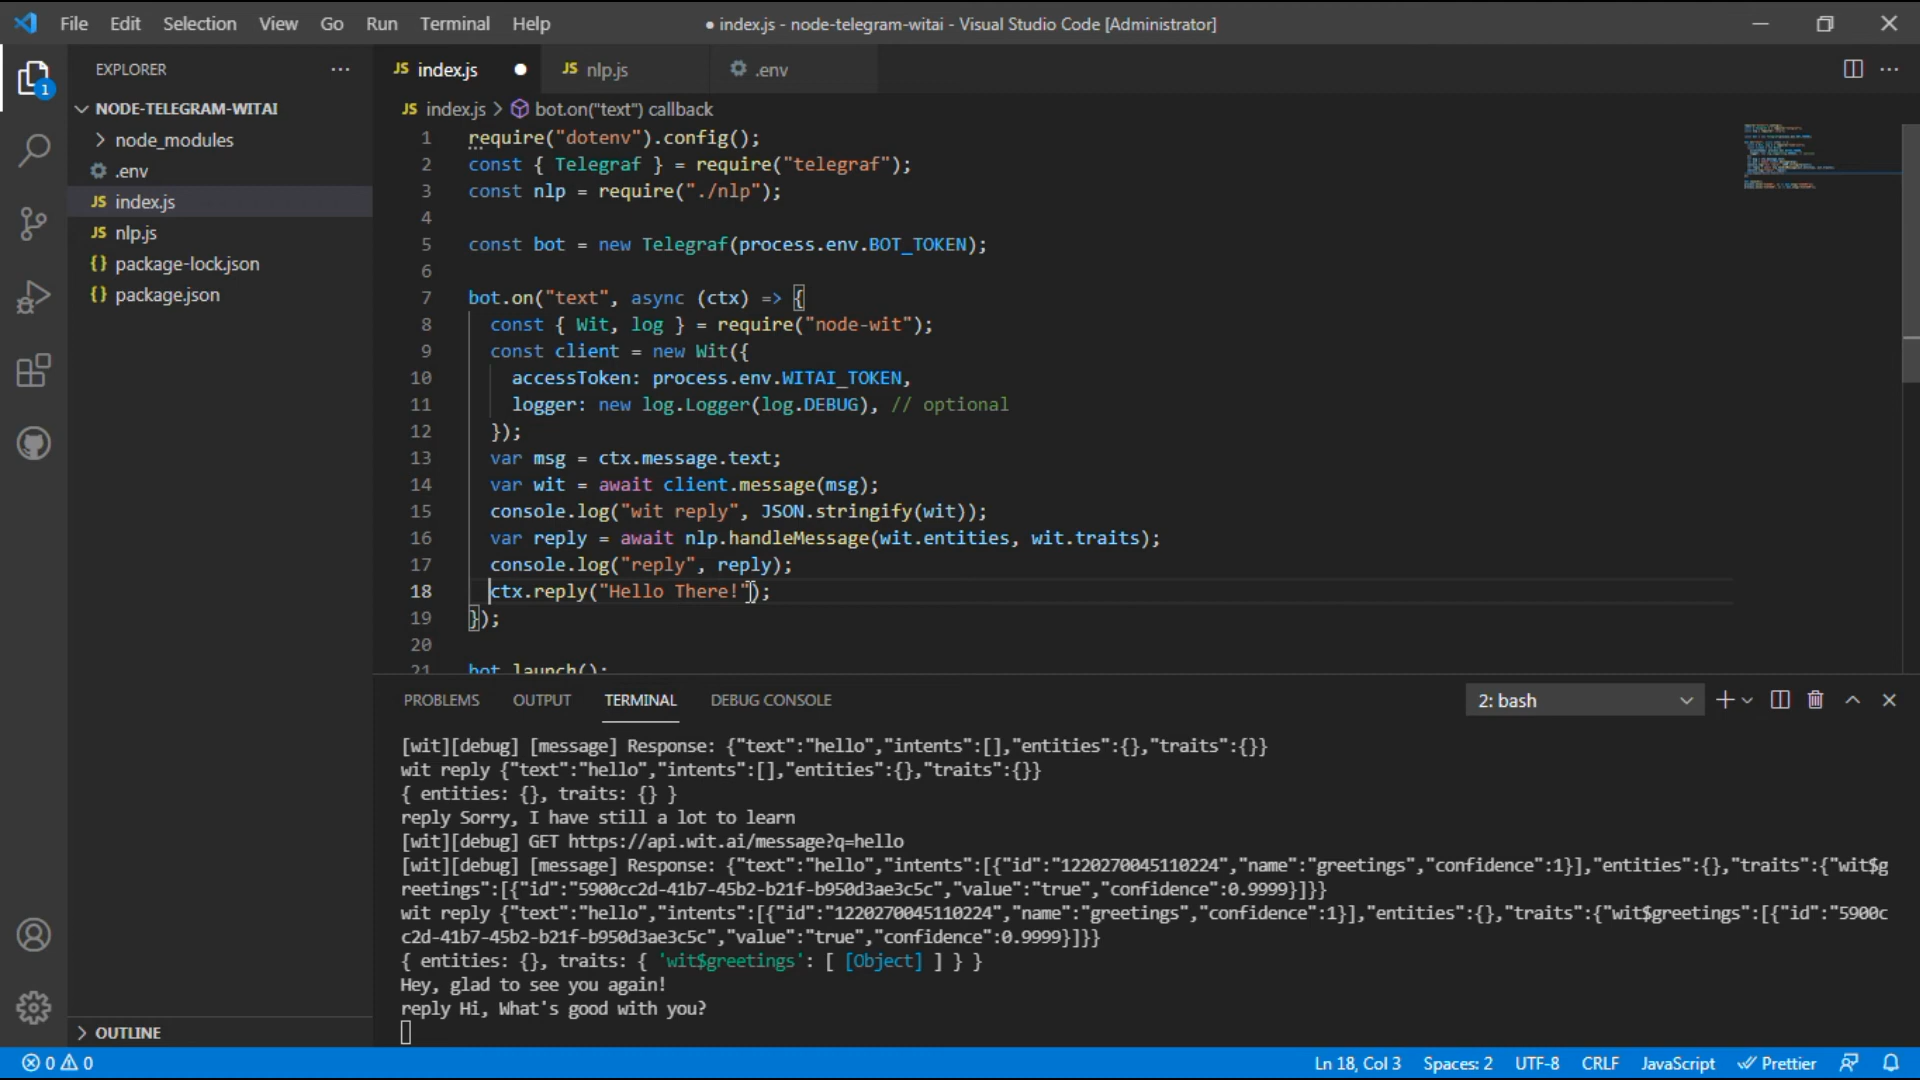 File Edit Selection View Go Run Terminal Help ● index.js - node-telegram-witai - Visual Studio Code [Administrator]
EXPLORER ···
1
NODE-TELEGRAM-WITAI
node_modules
.env
JS index.js
JS nlp.js
{} package-lock.json
{} package.json
OUTLINE
JS index.js ● JS nlp.js .env
JS index.js > bot.on("text") callback
1 require("dotenv").config();
2 const { Telegraf } = require("telegraf");
3 const nlp = require("./nlp");
4
5 const bot = new Telegraf(process.env.BOT_TOKEN);
6
7 bot.on("text", async (ctx) => {
8 const { Wit, log } = require("node-wit");
9 const client = new Wit({
10 accessToken: process.env.WITAI_TOKEN,
11 logger: new log.Logger(log.DEBUG), // optional
12 });
13 var msg = ctx.message.text;
14 var wit = await client.message(msg);
15 console.log("wit reply", JSON.stringify(wit));
16 var reply = await nlp.handleMessage(wit.entities, wit.traits);
17 console.log("reply", reply);
18 ctx.reply("Hello There!");
19 });
20
21 bot.launch();
PROBLEMS OUTPUT TERMINAL DEBUG CONSOLE 2: bash
[wit][debug] [message] Response: {"text":"hello","intents":[],"entities":{},"traits":{}}
wit reply {"text":"hello","intents":[],"entities":{},"traits":{}}
{ entities: {}, traits: {} }
reply Sorry, I have still a lot to learn
[wit][debug] GET https://api.wit.ai/message?q=hello
[wit][debug] [message] Response: {"text":"hello","intents":[{"id":"1220270045110224","name":"greetings","confidence":1}],"entities":{},"traits":{"wit$g
reetings":[{"id":"5900cc2d-41b7-45b2-b21f-b950d3ae3c5c","value":"true","confidence":0.9999}]}}
wit reply {"text":"hello","intents":[{"id":"1220270045110224","name":"greetings","confidence":1}],"entities":{},"traits":{"wit$greetings":[{"id":"5900c
c2d-41b7-45b2-b21f-b950d3ae3c5c","value":"true","confidence":0.9999}]}}
{ entities: {}, traits: { 'wit$greetings': [ [Object] ] } }
Hey, glad to see you again!
reply Hi, What's good with you?
0 0 Ln 18, Col 3 Spaces: 2 UTF-8 CRLF JavaScript Prettier